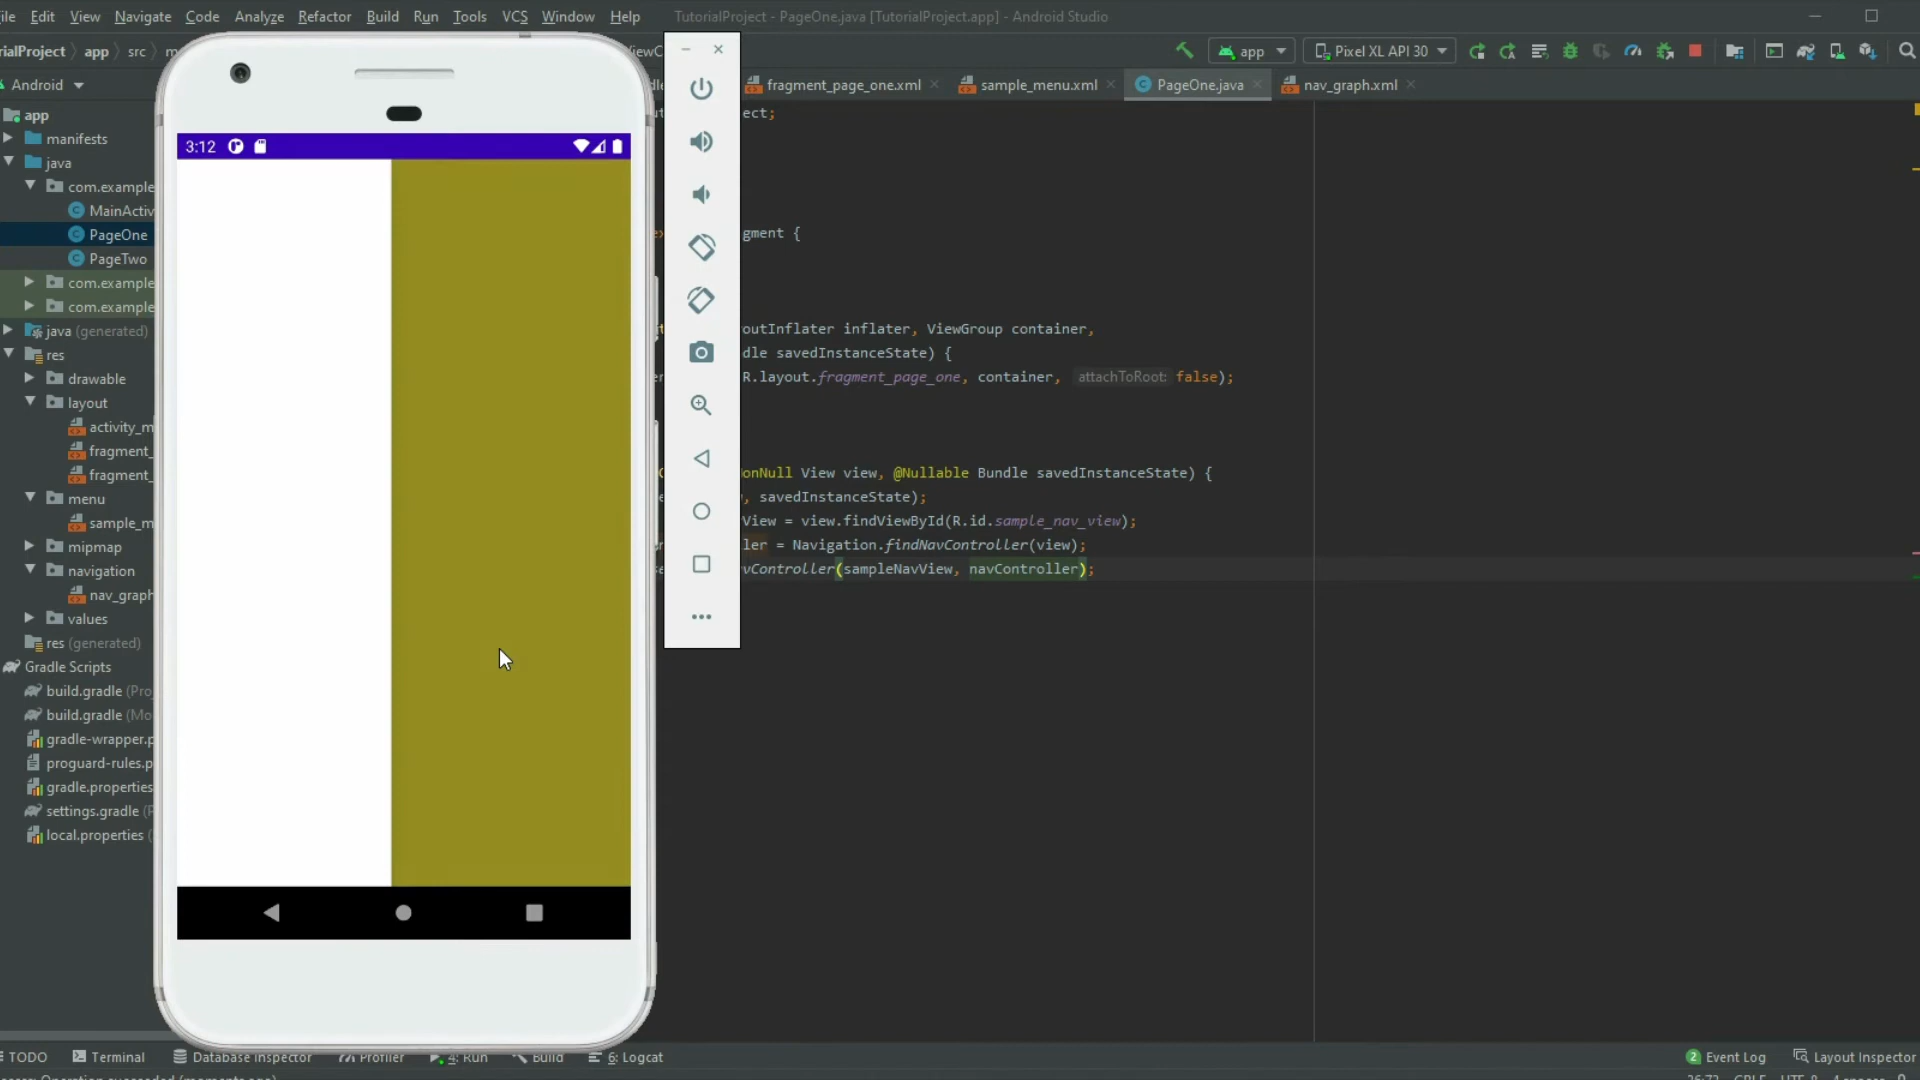 ile Edit View Navigate Code Analyze Refactor Build Run Tools VCS Window Help TutorialProject - PageOne.java [TutorialProject.app] - Android Studio
rialProject app src m iewC app Pixel XL API 30
Android fragment_page_one.xml sample_menu.xml PageOne.java nav_graph.xml
app
manifests
java
com.example
MainActiv
PageOne
PageTwo
com.example
com.example
java (generated)
res
drawable
layout
activity_m
fragment_
fragment_
menu
sample_m
mipmap
navigation
nav_graph
values
res (generated)
Gradle Scripts
build.gradle (Pro
build.gradle (Mo
gradle-wrapper.p
proguard-rules.p
gradle.properties
settings.gradle (P
local.properties (
3:12
ect;
gment {
outInflater inflater, ViewGroup container,
dle savedInstanceState) {
R.layout.fragment_page_one, container, attachToRoot: false);
onNull View view, @Nullable Bundle savedInstanceState) {
, savedInstanceState);
View = view.findViewById(R.id.sample_nav_view);
ler = Navigation.findNavController(view);
vController(sampleNavView, navController);
TODO Terminal Database Inspector Profiler 4: Run Build 6: Logcat 2 Event Log Layout Inspector